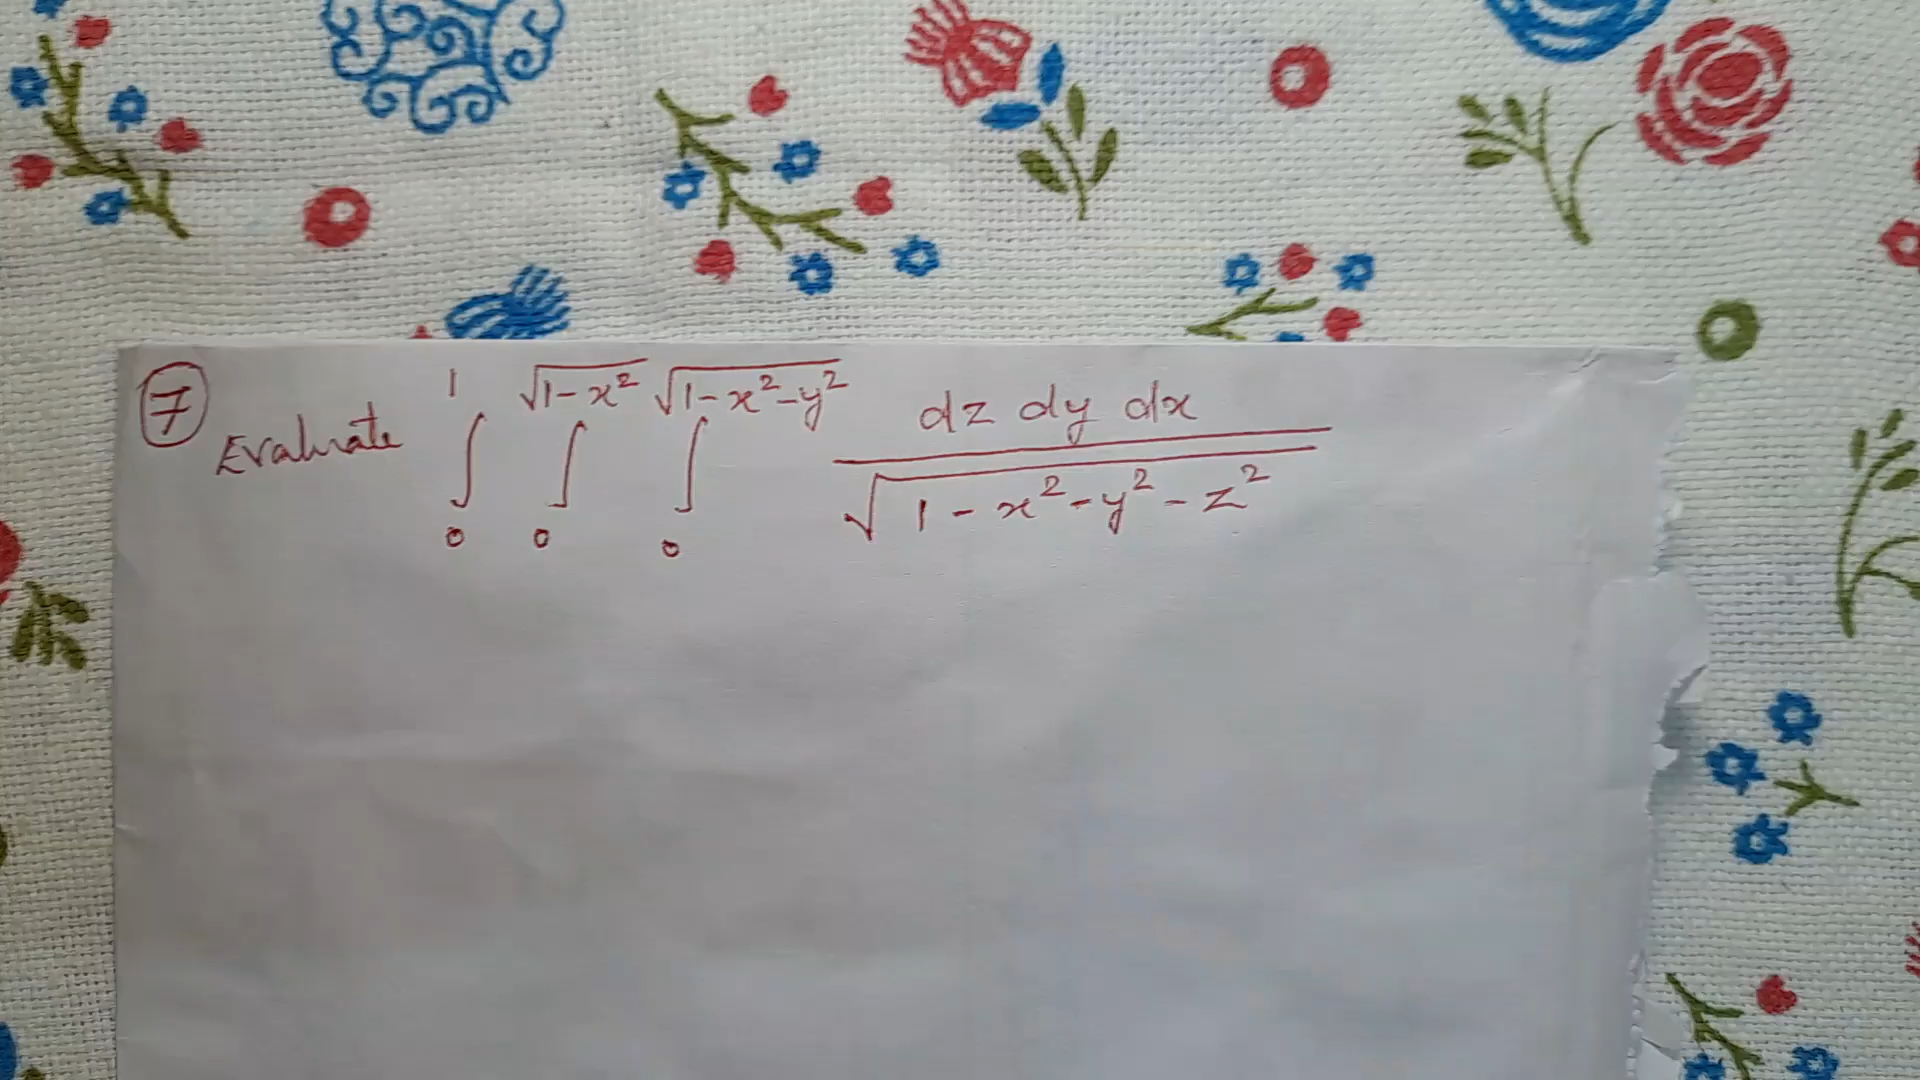 ⑦ Evaluate ∫₀¹ ∫₀^√(1-x²) ∫₀^√(1-x²-y²) dz dy dx / √(1-x²-y²-z²)